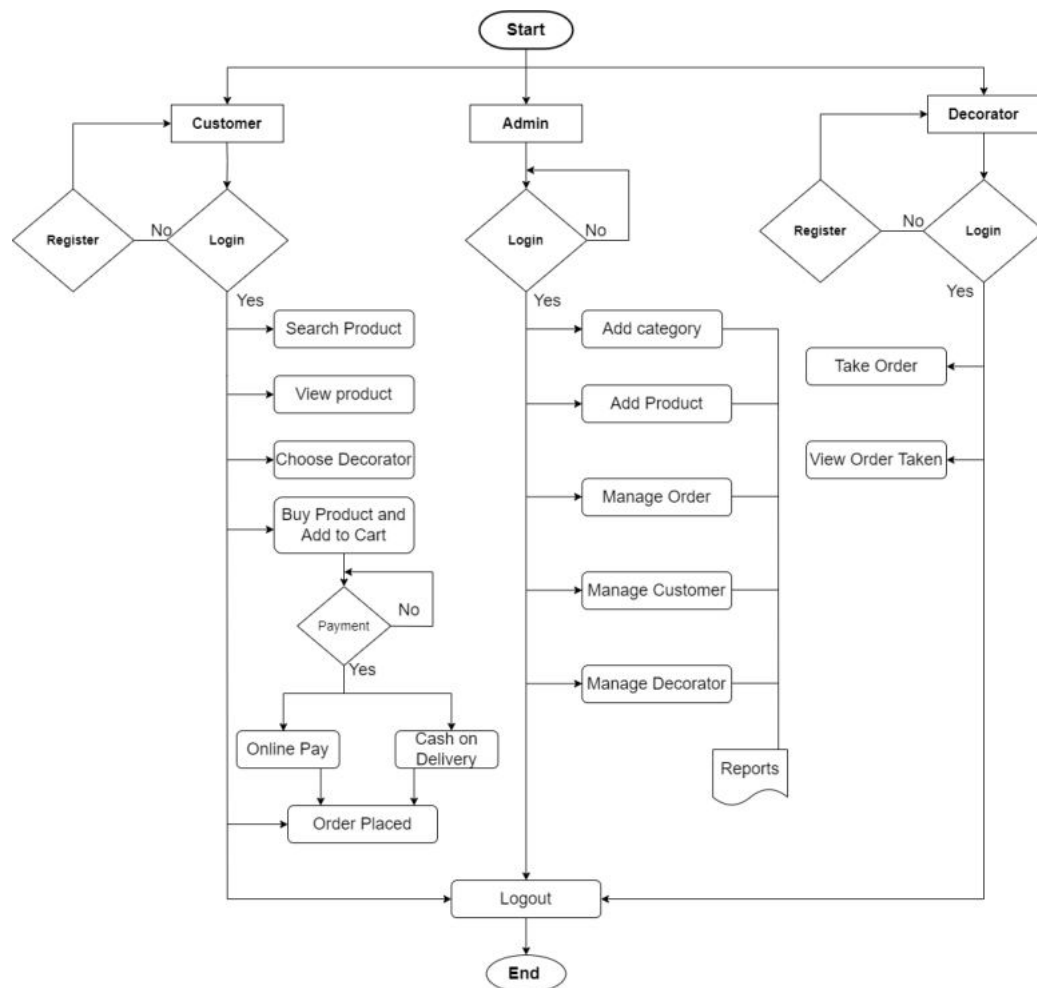 Start
Customer
Admin
Decorator
Register
No
Login
Login
No
Register
No
Login
Yes
Yes
Yes
Search Product
Add category
Take Order
View product
Add Product
Choose Decorator
View Order Taken
Buy Product and
Add to Cart
Manage Order
Payment
No
Manage Customer
Yes
Manage Decorator
Online Pay
Cash on
Delivery
Reports
Order Placed
Logout
End